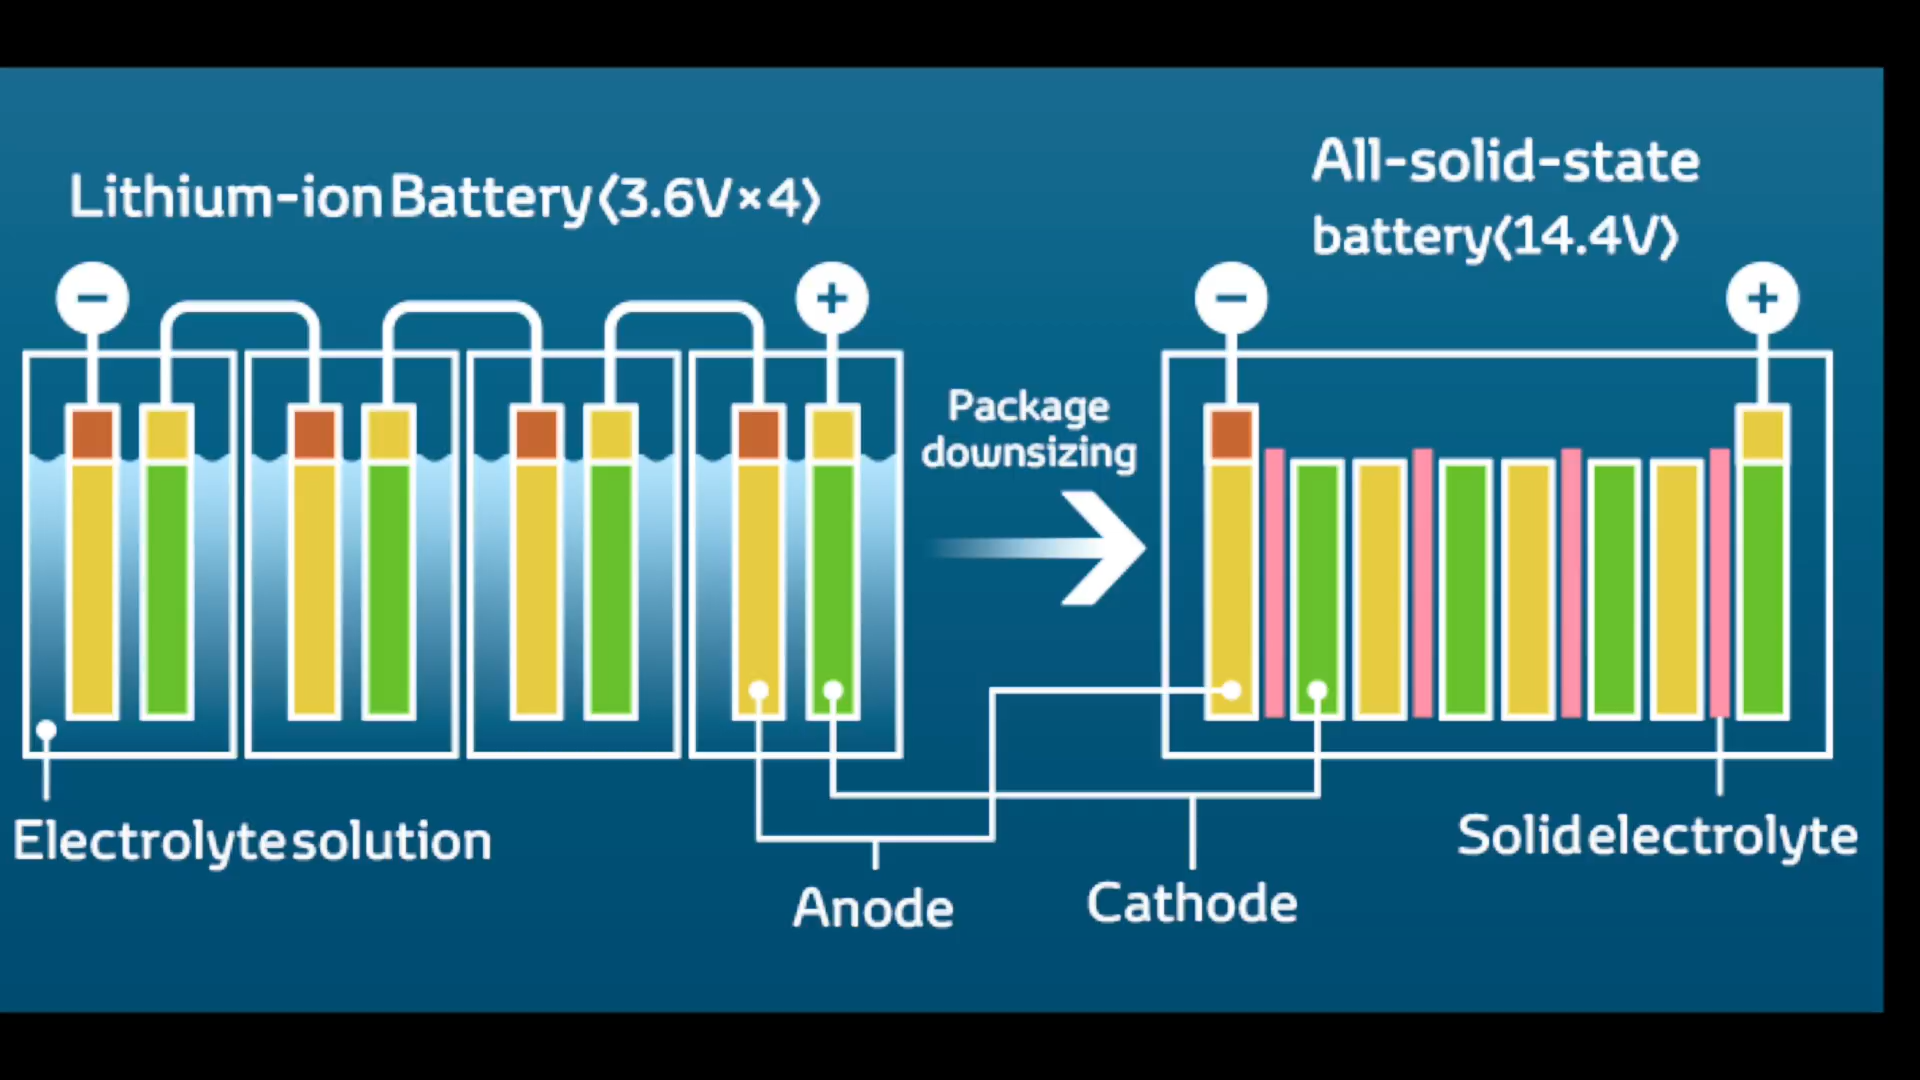 Lithium-ion Battery〈3.6V×4〉
All-solid-state
battery〈14.4V〉
−
+
−
+
Package
downsizing
Electrolyte solution
Solid electrolyte
Anode
Cathode